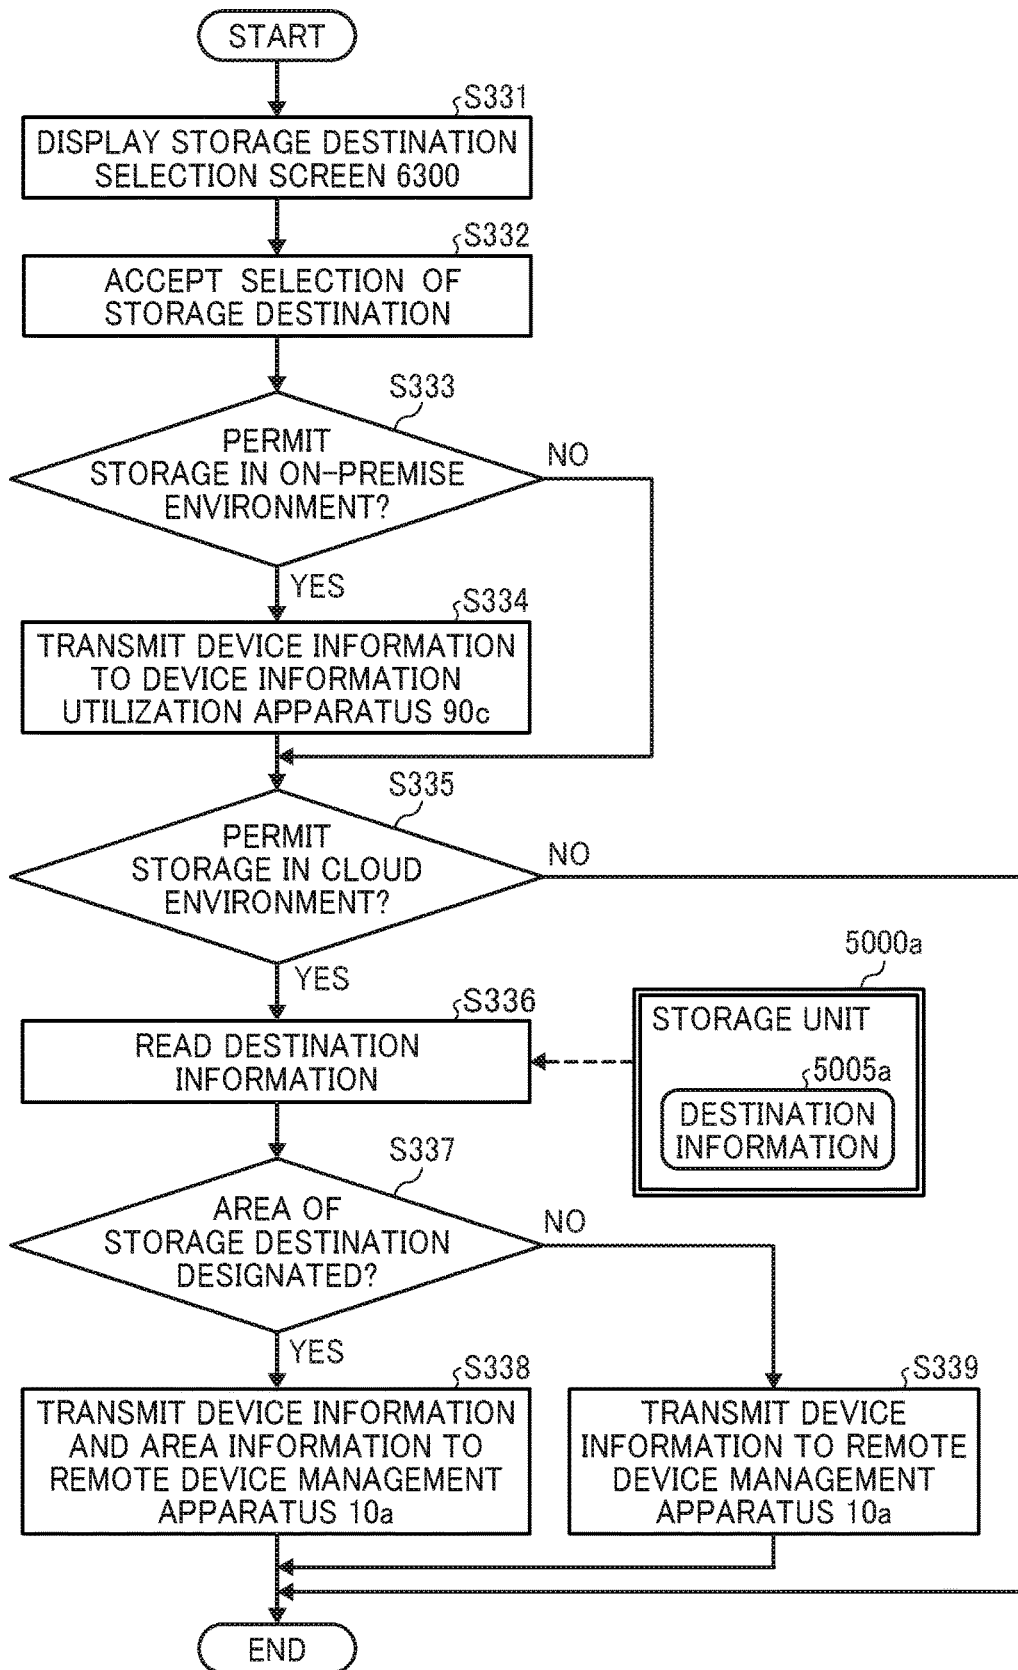 START
S331
DISPLAY STORAGE DESTINATION
SELECTION SCREEN 6300
S332
ACCEPT SELECTION OF
STORAGE DESTINATION
S333
PERMIT
STORAGE IN ON-PREMISE
ENVIRONMENT?
NO
YES
S334
TRANSMIT DEVICE INFORMATION
TO DEVICE INFORMATION
UTILIZATION APPARATUS 90c
S335
PERMIT
STORAGE IN CLOUD
ENVIRONMENT?
NO
YES
S336
READ DESTINATION
INFORMATION
5000a
STORAGE UNIT
5005a
DESTINATION
INFORMATION
S337
AREA OF
STORAGE DESTINATION
DESIGNATED?
NO
YES
S338
TRANSMIT DEVICE INFORMATION
AND AREA INFORMATION TO
REMOTE DEVICE MANAGEMENT
APPARATUS 10a
S339
TRANSMIT DEVICE
INFORMATION TO REMOTE
DEVICE MANAGEMENT
APPARATUS 10a
END